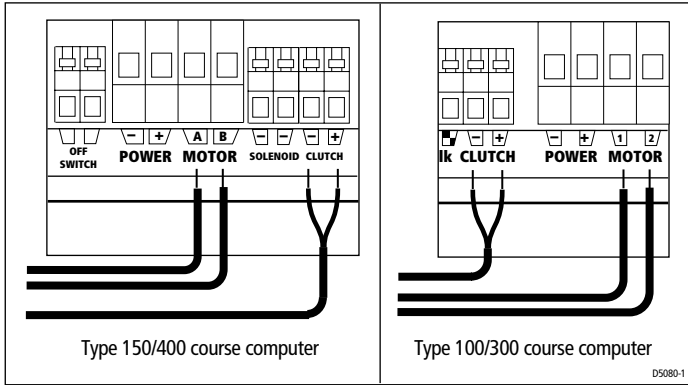 − + A B − − − +
OFF SWITCH POWER MOTOR SOLENOID CLUTCH
Type 150/400 course computer
− + − + 1 2
lk CLUTCH POWER MOTOR
Type 100/300 course computer
D5080-1